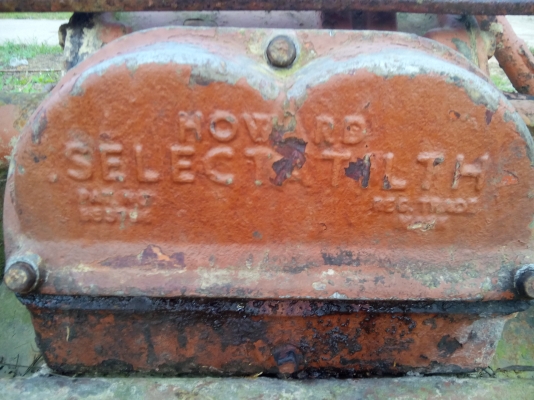 HOWARD
SELECTATILTH
PAT. NO. REG. TRADE